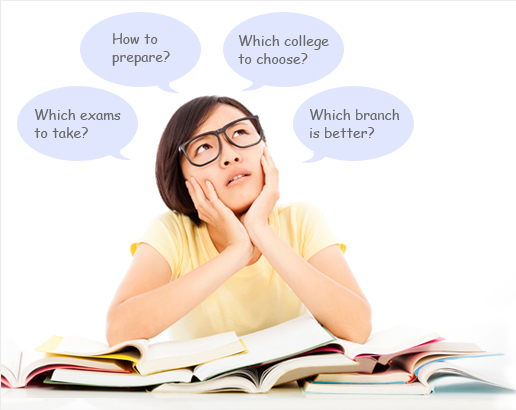 How to
prepare?
Which college
to choose?
Which exams
to take?
Which branch
is better?